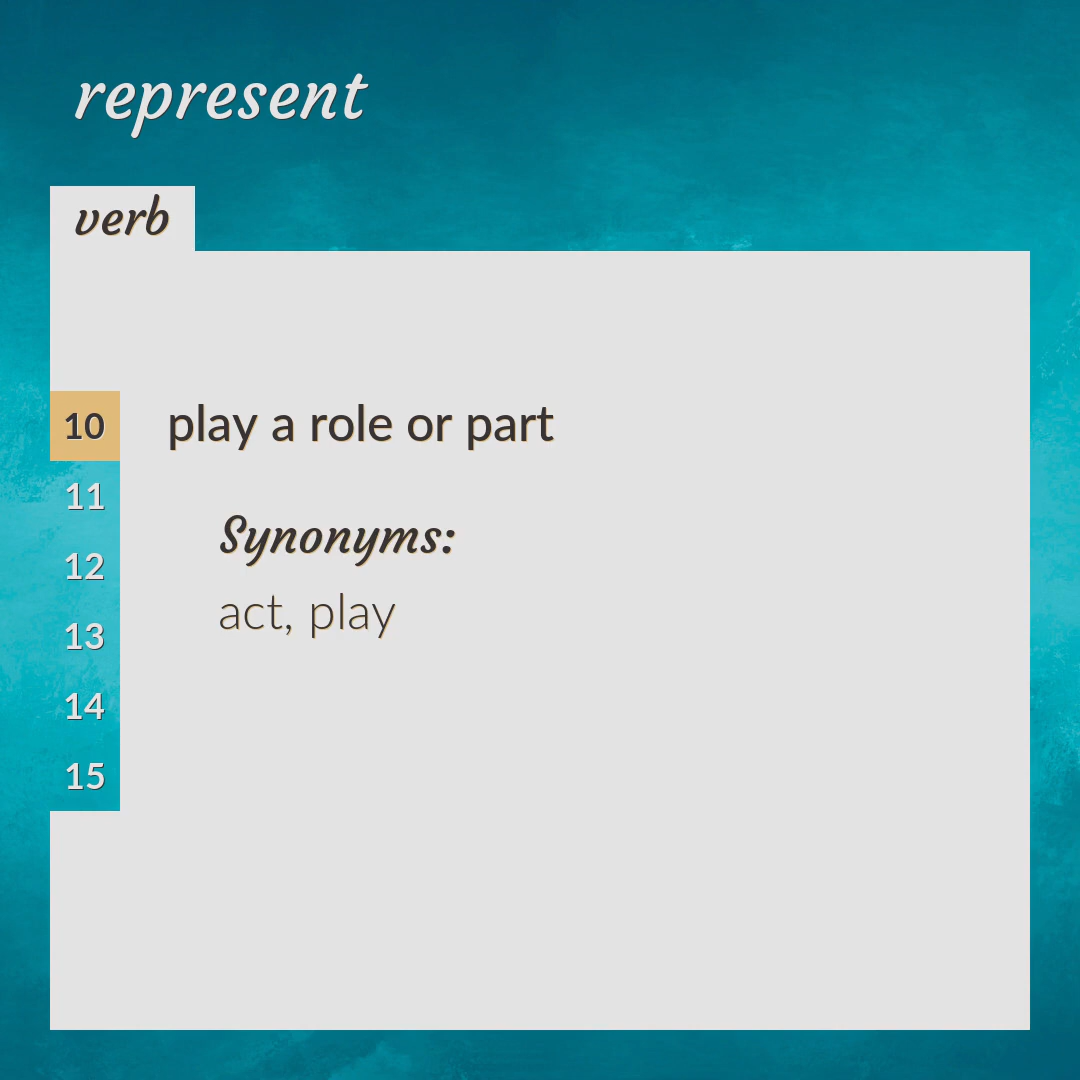 represent
verb
10
play a role or part
11
Synonyms:
12
act, play
13
14
15